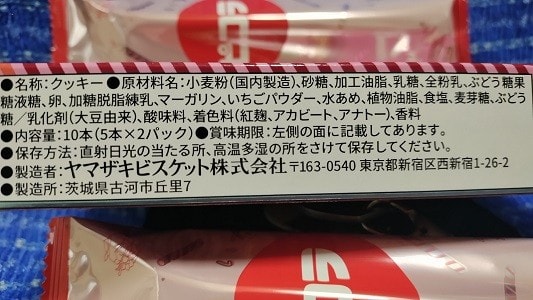 ●名称:クッキー●原材料名:小麦粉(国内製造)、砂糖、加工油脂、乳糖、全粉乳、ぶどう糖果
糖液糖、卵、加糖脱脂練乳、マーガリン、いちごパウダー、水あめ、植物油脂、食塩、麦芽糖、ぶどう
糖/乳化剤(大豆由来)、膨脹剤、酸味料、着色料(紅麹、アカビート、アナトー)、香料
●内容量:10本(5本×2パック)●賞味期限:左側の面に記載してあります。
●保存方法:直射日光の当たる所、高温多湿の所をさけて保存してください。
●製造者:ヤマザキビスケット株式会社 〒163-0540 東京都新宿区西新宿1-26-2
●製造所:茨城県古河市丘里7